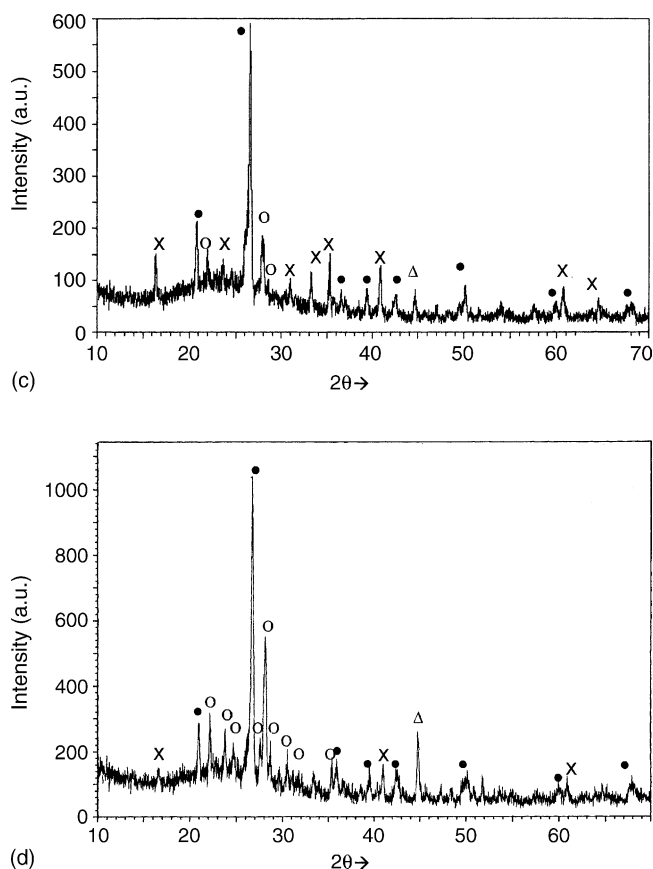 600
500
400
300
200
100
0
Intensity (a.u.)
● X ● O X O O X X X ● ● X ● Δ ● ● X X ●
10 20 30 40 50 60 70
2θ→
(c)
1000
800
600
400
200
0
Intensity (a.u.)
● X ● O O O O O O O O O ● ● X ● Δ ● ● X ●
10 20 30 40 50 60
2θ→
(d)